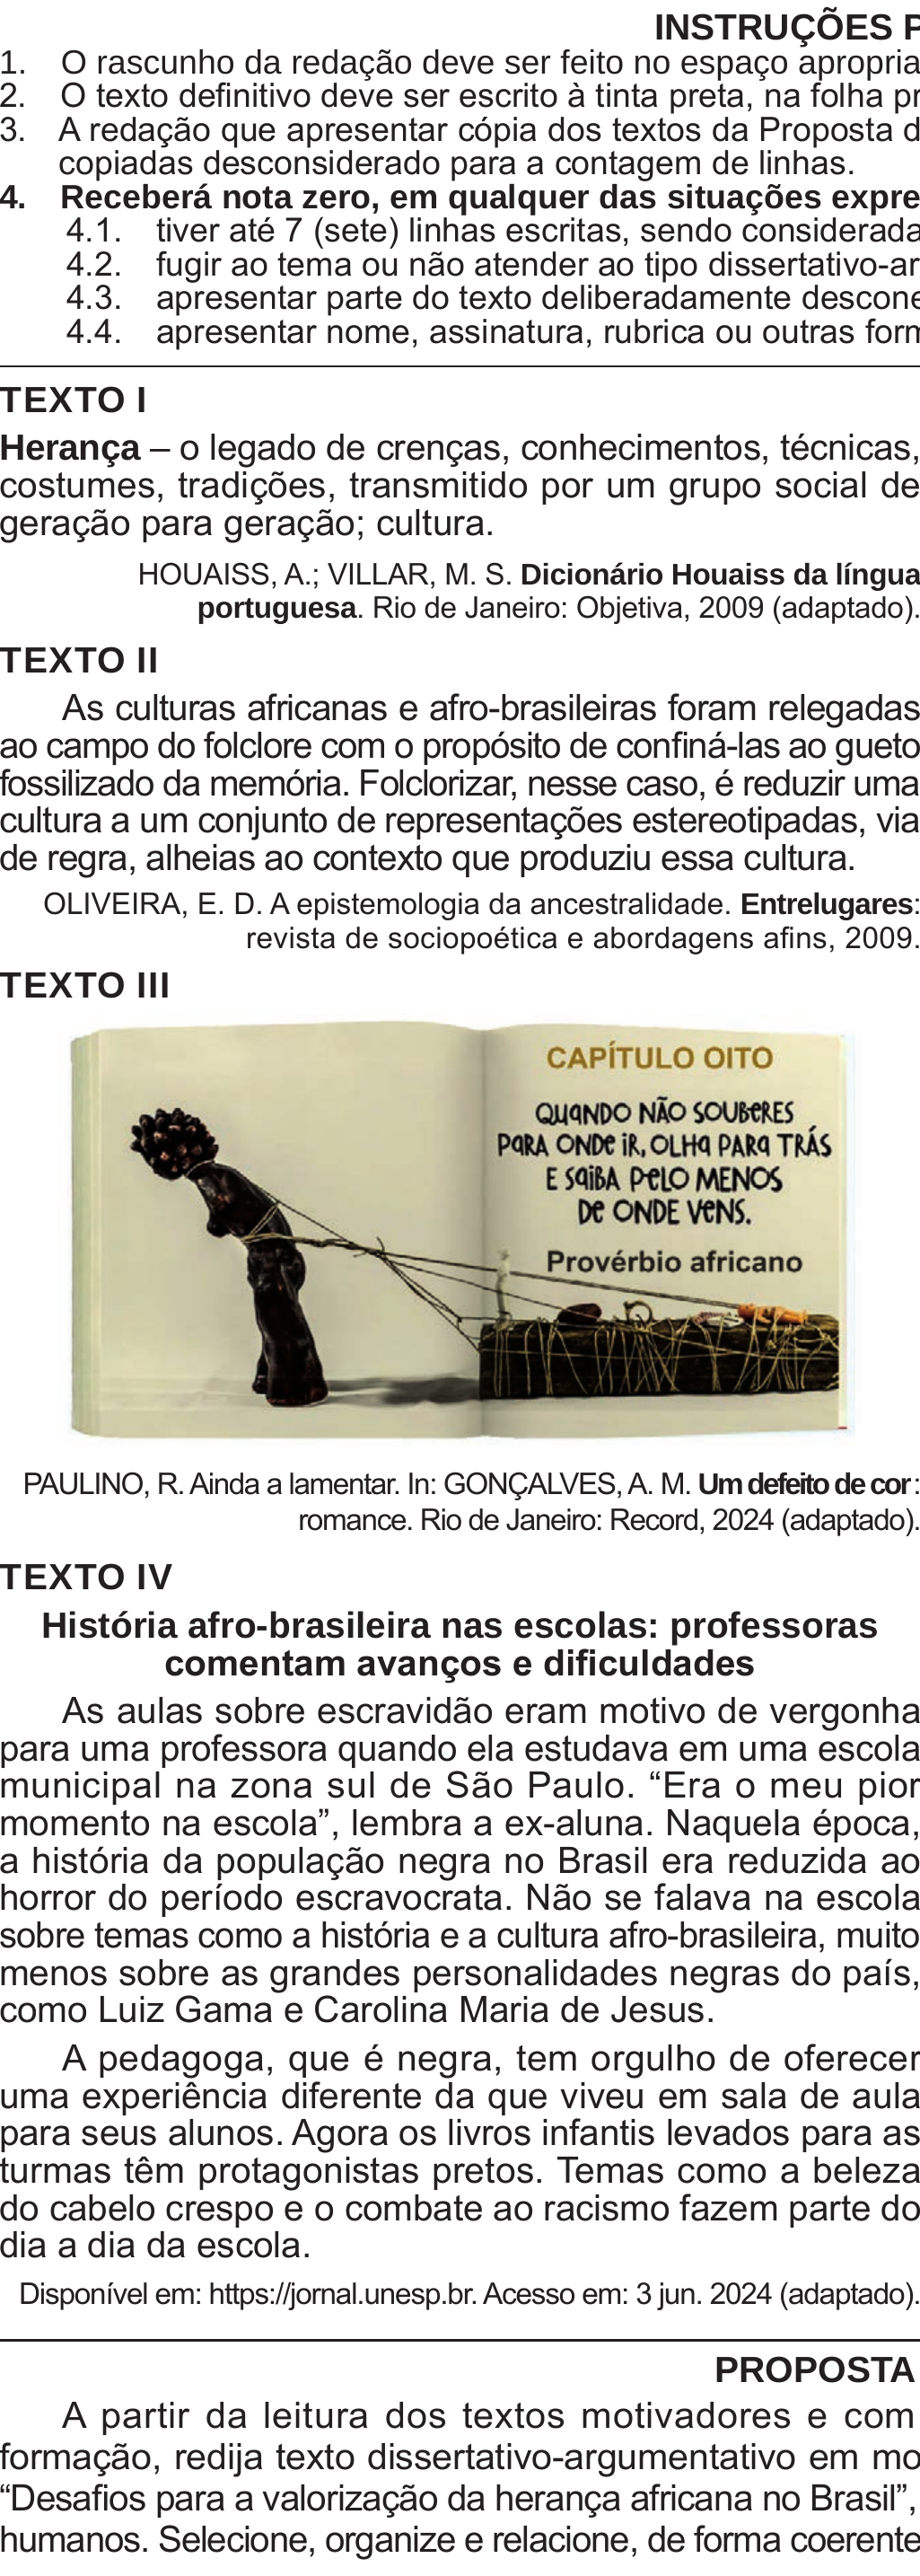 INSTRUÇÕES P
1. O rascunho da redação deve ser feito no espaço apropria
2. O texto definitivo deve ser escrito à tinta preta, na folha pr
3. A redação que apresentar cópia dos textos da Proposta d
copiadas desconsiderado para a contagem de linhas.
4. Receberá nota zero, em qualquer das situações expre
4.1. tiver até 7 (sete) linhas escritas, sendo considerada
4.2. fugir ao tema ou não atender ao tipo dissertativo-ar
4.3. apresentar parte do texto deliberadamente descone
4.4. apresentar nome, assinatura, rubrica ou outras form
TEXTO I
Herança – o legado de crenças, conhecimentos, técnicas,
costumes, tradições, transmitido por um grupo social de
geração para geração; cultura.
HOUAISS, A.; VILLAR, M. S. Dicionário Houaiss da língua
portuguesa. Rio de Janeiro: Objetiva, 2009 (adaptado).
TEXTO II
As culturas africanas e afro-brasileiras foram relegadas
ao campo do folclore com o propósito de confiná-las ao gueto
fossilizado da memória. Folclorizar, nesse caso, é reduzir uma
cultura a um conjunto de representações estereotipadas, via
de regra, alheias ao contexto que produziu essa cultura.
OLIVEIRA, E. D. A epistemologia da ancestralidade. Entrelugares:
revista de sociopoética e abordagens afins, 2009.
TEXTO III
CAPÍTULO OITO
QUANDO NÃO SOUBERES
PARA ONDE IR, OLHA PARA TRÁS
E SAIBA PELO MENOS
DE ONDE VENS.
Provérbio africano
PAULINO, R. Ainda a lamentar. In: GONÇALVES, A. M. Um defeito de cor:
romance. Rio de Janeiro: Record, 2024 (adaptado).
TEXTO IV
História afro-brasileira nas escolas: professoras
comentam avanços e dificuldades
As aulas sobre escravidão eram motivo de vergonha
para uma professora quando ela estudava em uma escola
municipal na zona sul de São Paulo. “Era o meu pior
momento na escola”, lembra a ex-aluna. Naquela época,
a história da população negra no Brasil era reduzida ao
horror do período escravocrata. Não se falava na escola
sobre temas como a história e a cultura afro-brasileira, muito
menos sobre as grandes personalidades negras do país,
como Luiz Gama e Carolina Maria de Jesus.
A pedagoga, que é negra, tem orgulho de oferecer
uma experiência diferente da que viveu em sala de aula
para seus alunos. Agora os livros infantis levados para as
turmas têm protagonistas pretos. Temas como a beleza
do cabelo crespo e o combate ao racismo fazem parte do
dia a dia da escola.
Disponível em: https://jornal.unesp.br. Acesso em: 3 jun. 2024 (adaptado).
PROPOSTA
A partir da leitura dos textos motivadores e com
formação, redija texto dissertativo-argumentativo em mo
“Desafios para a valorização da herança africana no Brasil”,
humanos. Selecione, organize e relacione, de forma coerente